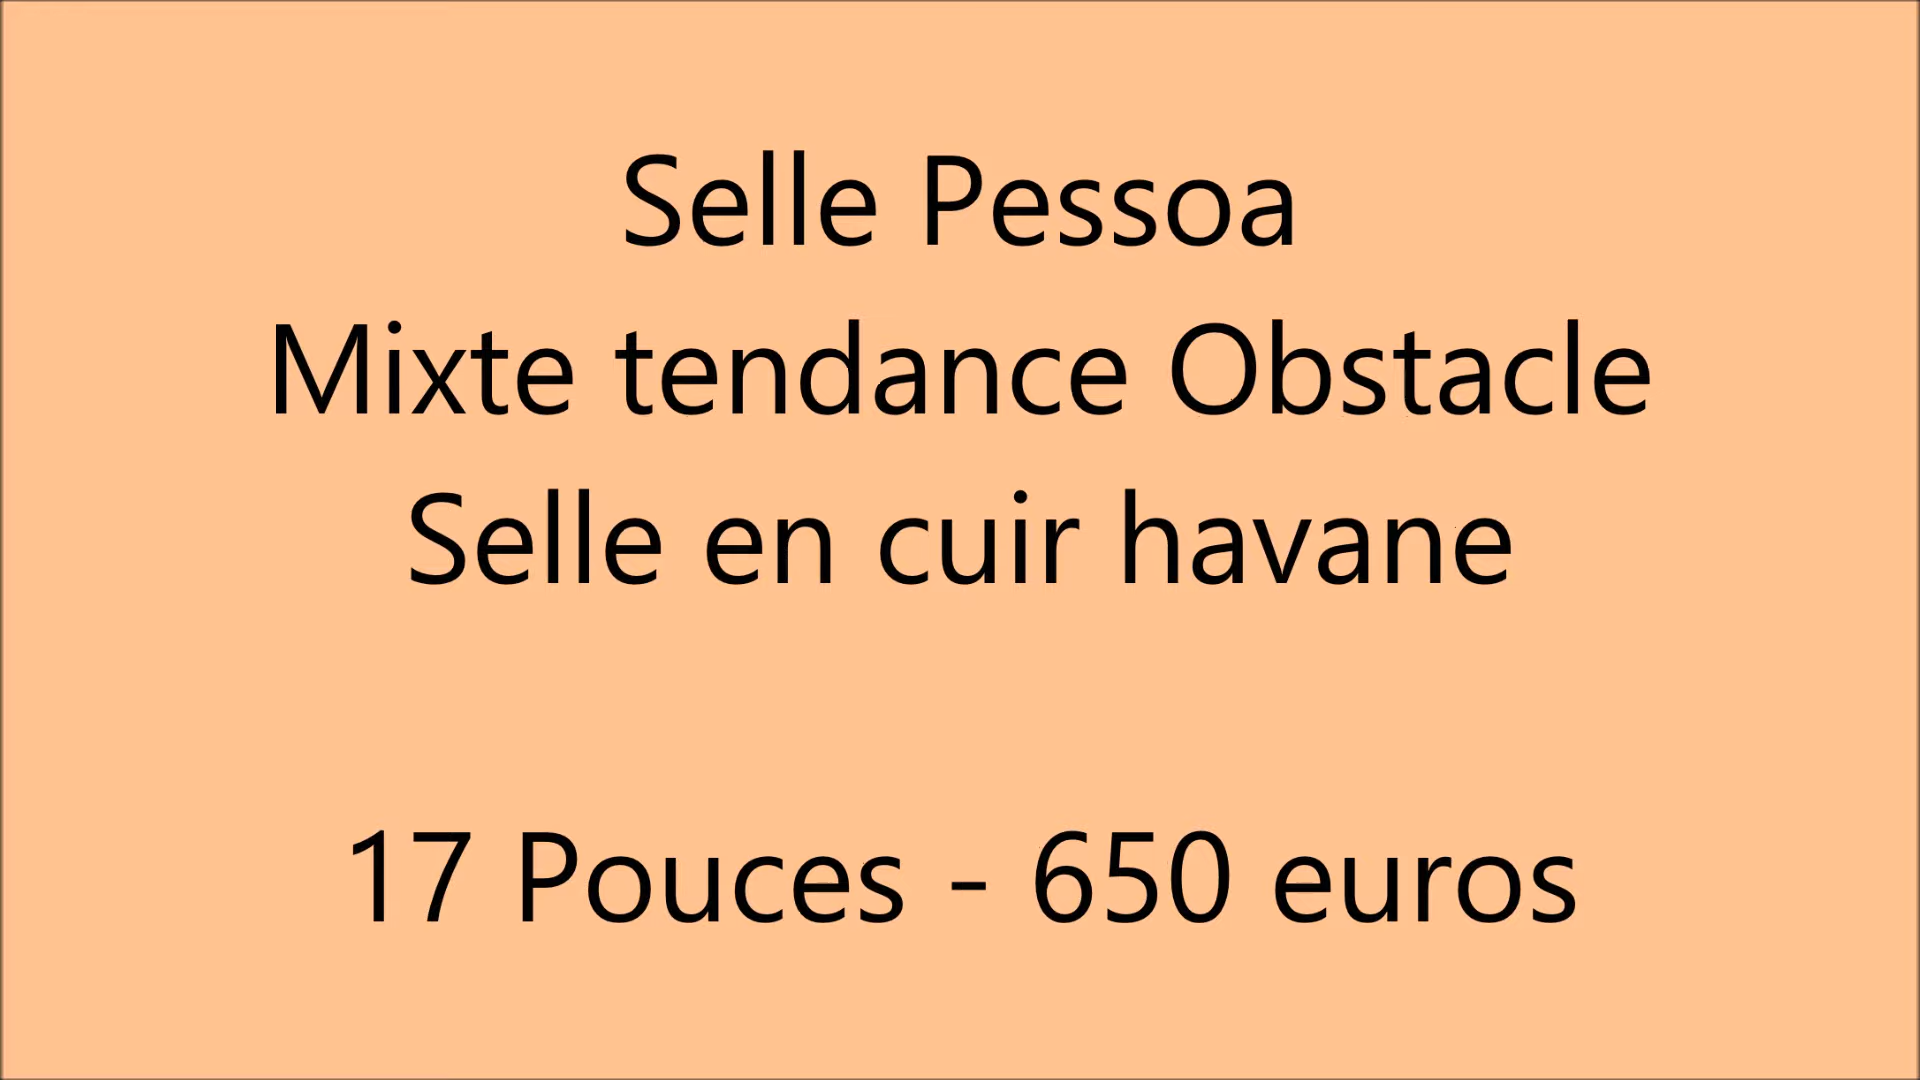 Selle Pessoa
Mixte tendance Obstacle
Selle en cuir havane
17 Pouces - 650 euros